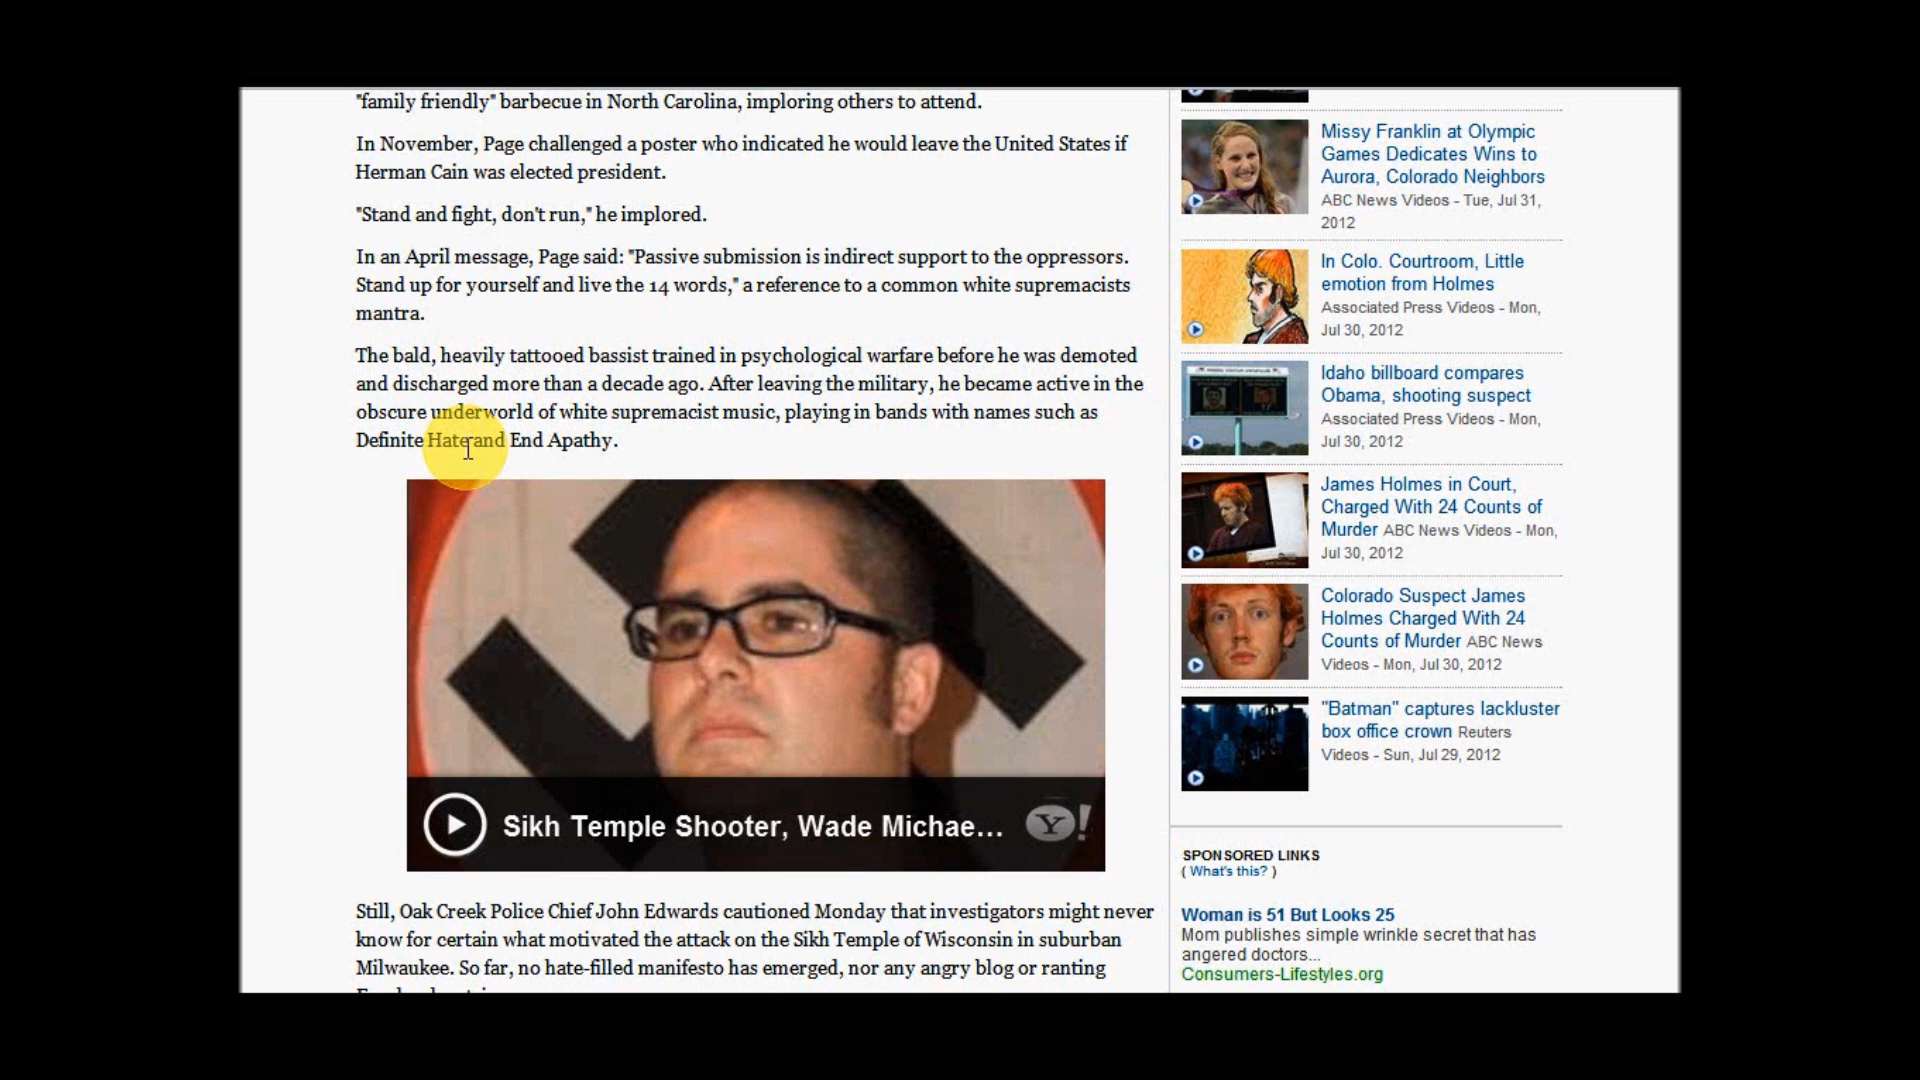 "family friendly" barbecue in North Carolina, imploring others to attend.
In November, Page challenged a poster who indicated he would leave the United States if
Herman Cain was elected president.
"Stand and fight, don't run," he implored.
In an April message, Page said: "Passive submission is indirect support to the oppressors.
Stand up for yourself and live the 14 words," a reference to a common white supremacists
mantra.
The bald, heavily tattooed bassist trained in psychological warfare before he was demoted
and discharged more than a decade ago. After leaving the military, he became active in the
obscure underworld of white supremacist music, playing in bands with names such as
Definite Hate and End Apathy.
Sikh Temple Shooter, Wade Michae...
Y!
Still, Oak Creek Police Chief John Edwards cautioned Monday that investigators might never
know for certain what motivated the attack on the Sikh Temple of Wisconsin in suburban
Milwaukee. So far, no hate-filled manifesto has emerged, nor any angry blog or ranting
Missy Franklin at Olympic
Games Dedicates Wins to
Aurora, Colorado Neighbors
ABC News Videos - Tue, Jul 31,
2012
In Colo. Courtroom, Little
emotion from Holmes
Associated Press Videos - Mon,
Jul 30, 2012
Idaho billboard compares
Obama, shooting suspect
Associated Press Videos - Mon,
Jul 30, 2012
James Holmes in Court,
Charged With 24 Counts of
Murder ABC News Videos - Mon,
Jul 30, 2012
Colorado Suspect James
Holmes Charged With 24
Counts of Murder ABC News
Videos - Mon, Jul 30, 2012
"Batman" captures lackluster
box office crown Reuters
Videos - Sun, Jul 29, 2012
SPONSORED LINKS
( What's this? )
Woman is 51 But Looks 25
Mom publishes simple wrinkle secret that has
angered doctors...
Consumers-Lifestyles.org